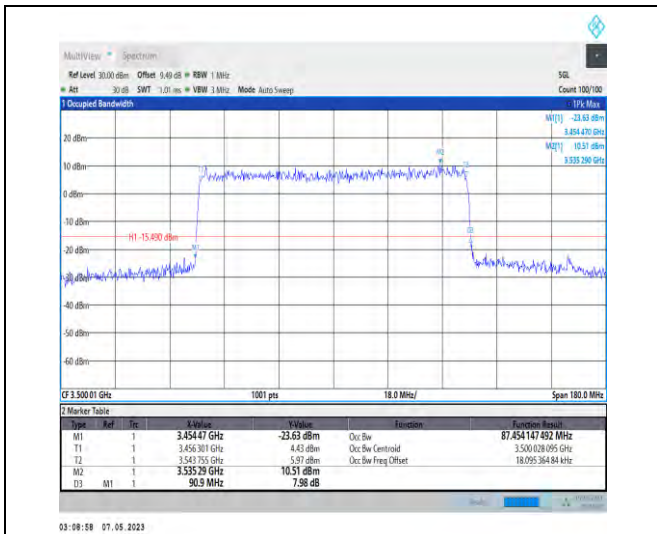 MultiView Spectrum
Ref Level 30.00 dBm Offset 9.49 dB RBW 1 MHz SGL
Att 30 dB SWT 1.01 ms VBW 3 MHz Mode Auto Sweep Count 100/100
1 Occupied Bandwidth 1Pk Max
M1[1] -23.63 dBm
3.454 470 GHz
M2[1] 10.51 dBm
3.535 290 GHz
20 dBm
M2
T1
T2
10 dBm
0 dBm
-10 dBm
H1 -15.490 dBm
D3
M1
-20 dBm
-30 dBm
-40 dBm
-50 dBm
-60 dBm
CF 3.500 01 GHz 1001 pts 18.0 MHz/ Span 180.0 MHz
2 Marker Table
Type Ref Trc X-Value Y-Value Function Function Result
M1 1 3.454 47 GHz -23.63 dBm Occ Bw 87.454 147 492 MHz
T1 1 3.456 301 GHz 4.43 dBm Occ Bw Centroid 3.500 028 095 GHz
T2 1 3.543 755 GHz 5.97 dBm Occ Bw Freq Offset 18.095 364 84 kHz
M2 1 3.535 29 GHz 10.51 dBm
D3 M1 1 90.9 MHz 7.98 dB
03:08:58 07.05.2023